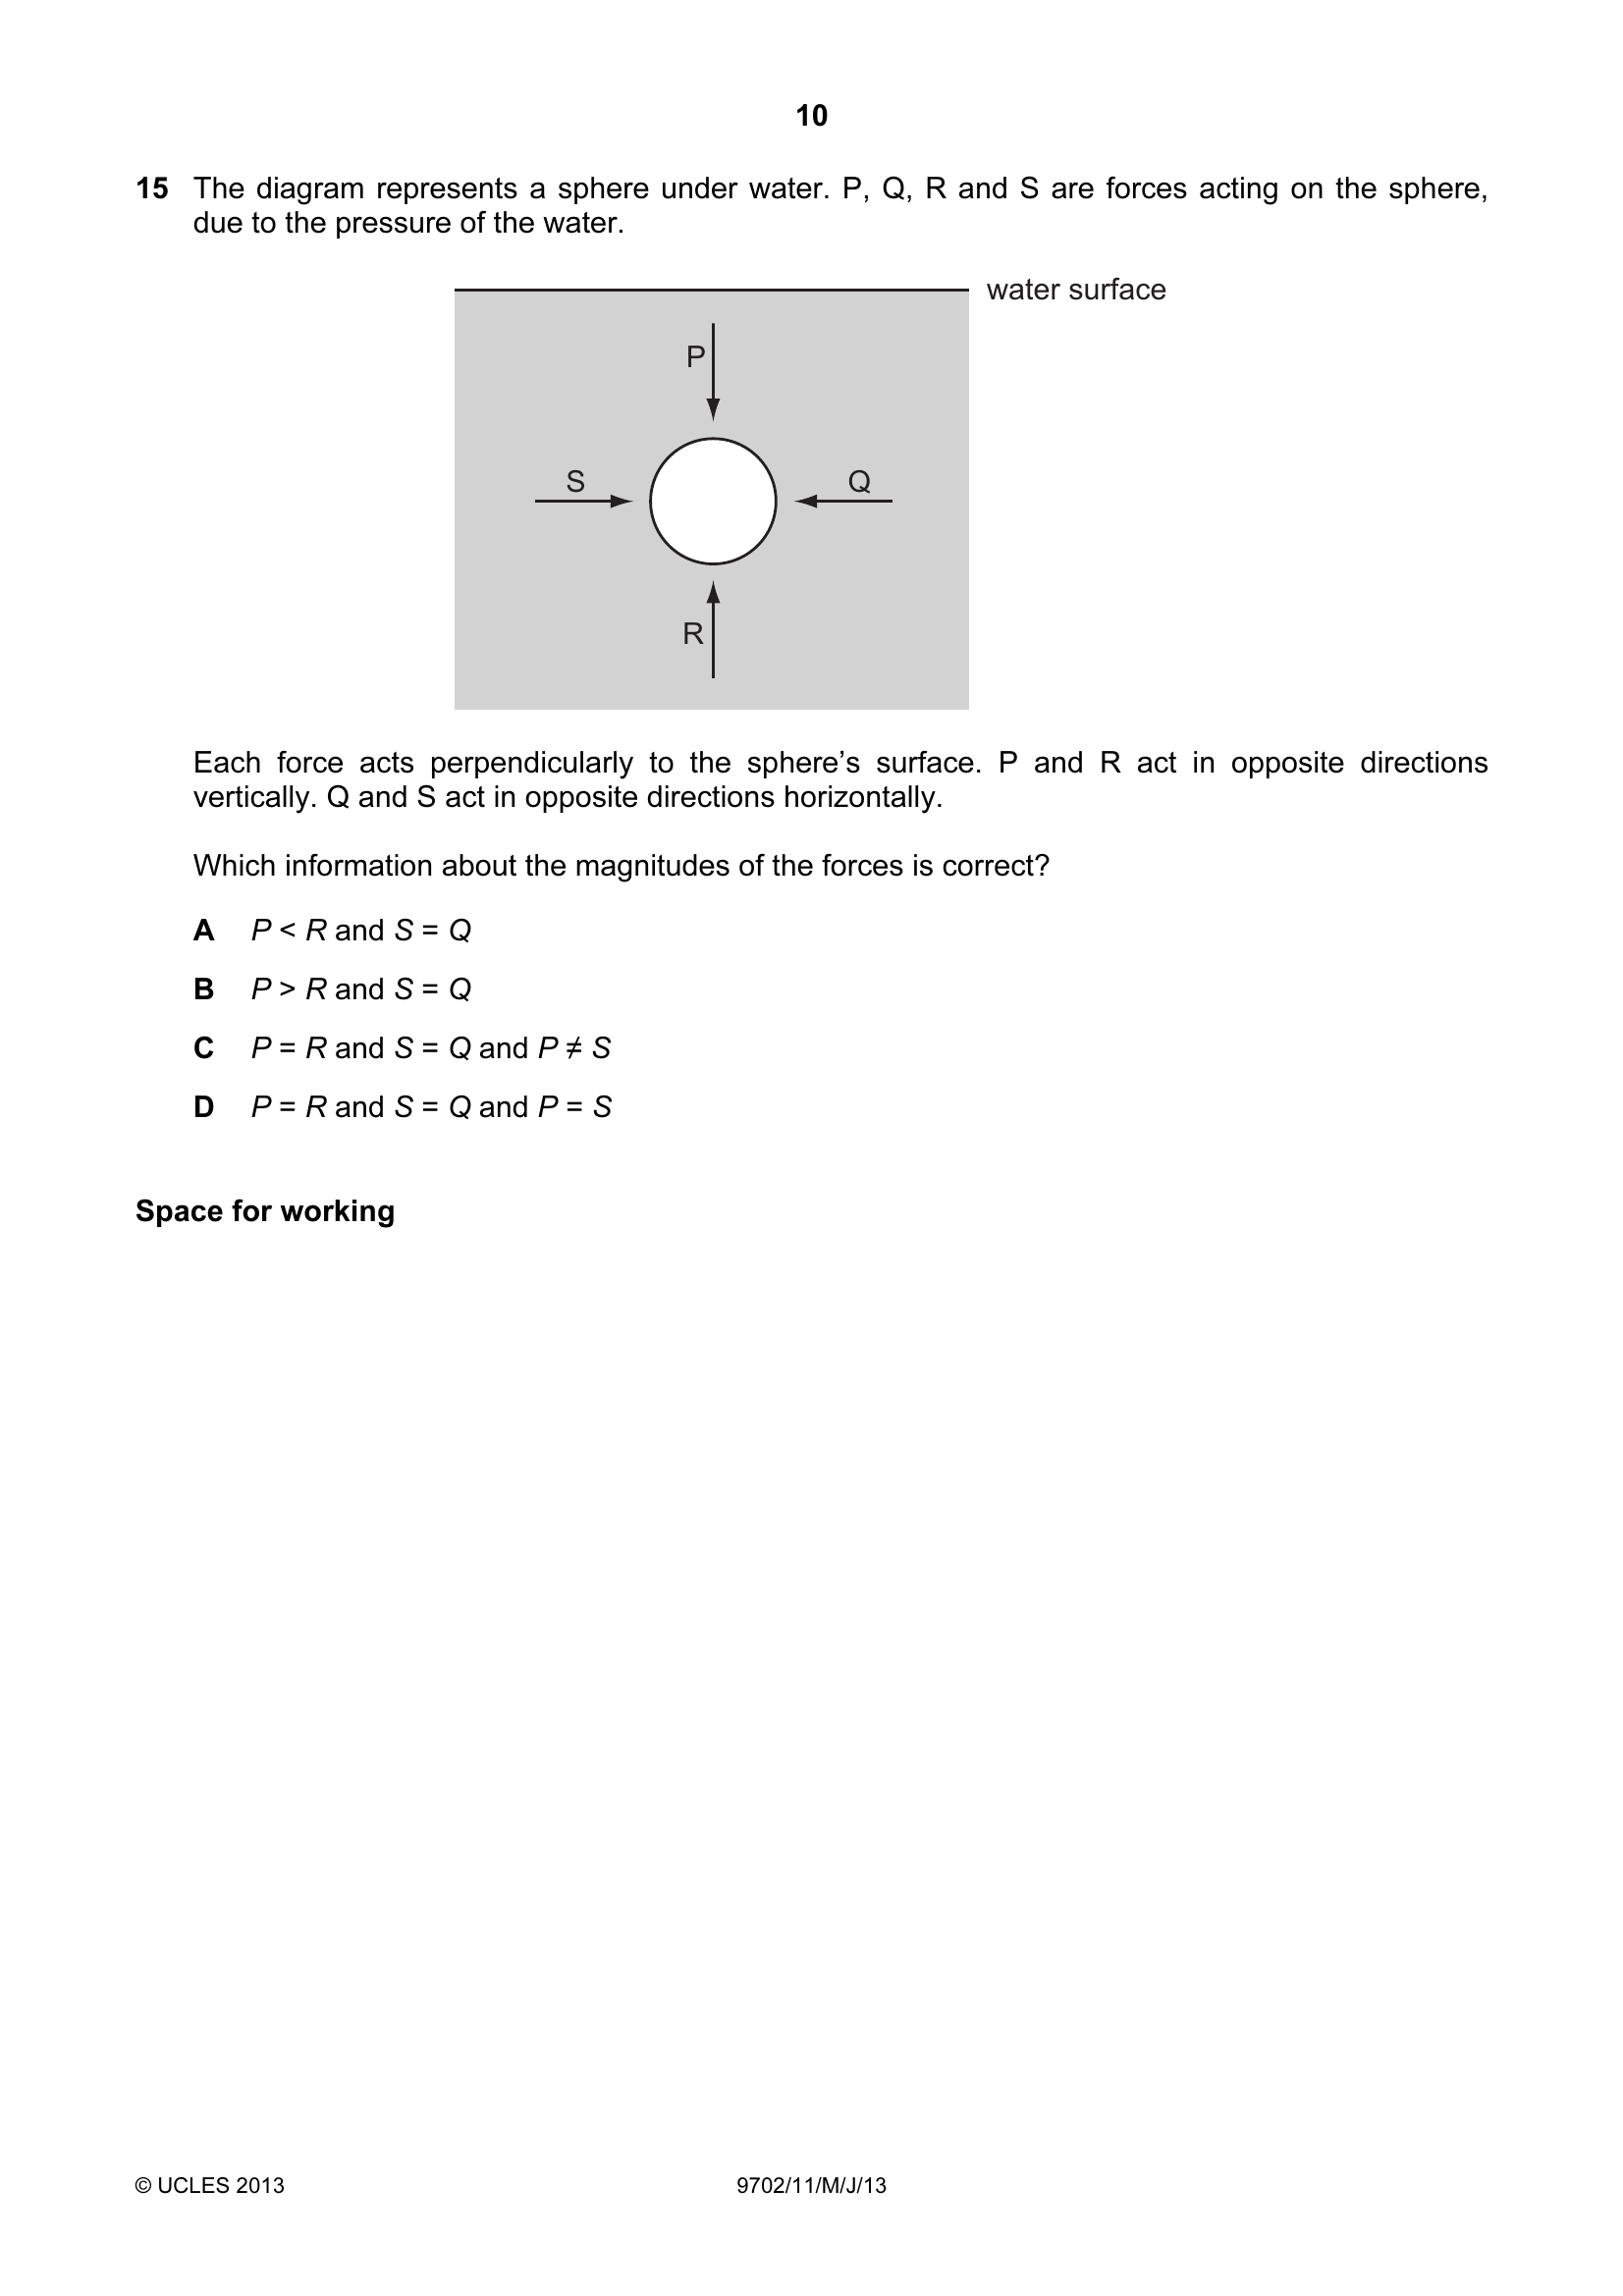 10
15 The diagram represents a sphere under water. P, Q, R and S are forces acting on the sphere,
due to the pressure of the water.
water surface
P
S
Q
R
Each force acts perpendicularly to the sphere’s surface. P and R act in opposite directions
vertically. Q and S act in opposite directions horizontally.
Which information about the magnitudes of the forces is correct?
A P < R and S = Q
B P > R and S = Q
C P = R and S = Q and P ≠ S
D P = R and S = Q and P = S
Space for working
© UCLES 2013
9702/11/M/J/13